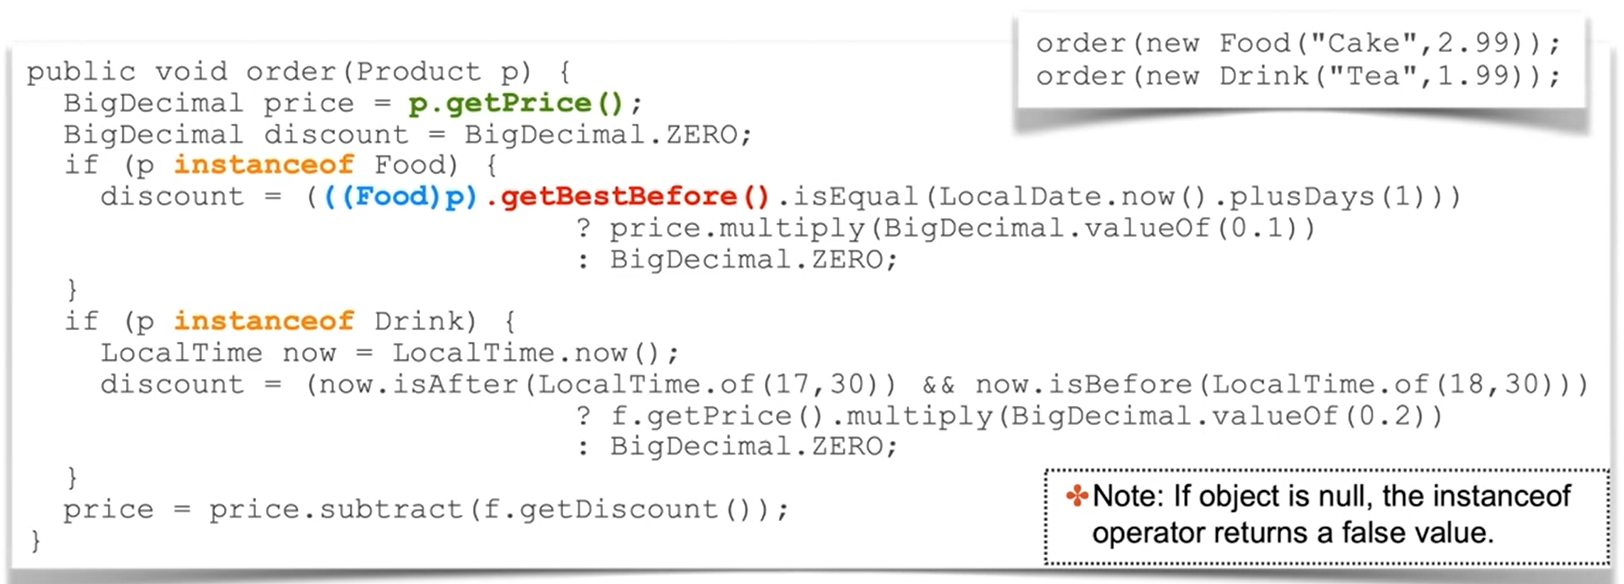 order(new Food("Cake",2.99));
order(new Drink("Tea",1.99));
public void order(Product p) {
BigDecimal price = p.getPrice();
BigDecimal discount = BigDecimal.ZERO;
if (p instanceof Food) {
discount = (((Food)p).getBestBefore().isEqual(LocalDate.now().plusDays(1)))
? price.multiply(BigDecimal.valueOf(0.1))
: BigDecimal.ZERO;
}
if (p instanceof Drink) {
LocalTime now = LocalTime.now();
discount = (now.isAfter(LocalTime.of(17,30)) && now.isBefore(LocalTime.of(18,30)))
? f.getPrice().multiply(BigDecimal.valueOf(0.2))
: BigDecimal.ZERO;
}
price = price.subtract(f.getDiscount());
}
✤Note: If object is null, the instanceof
operator returns a false value.